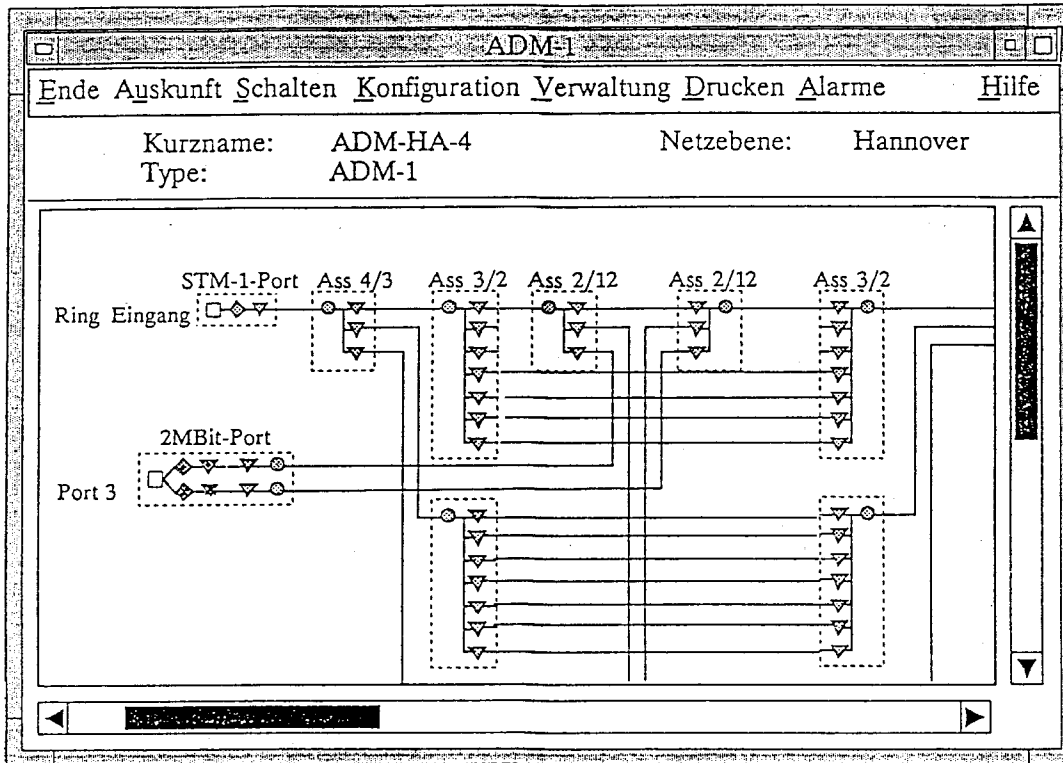 ADM-1
Ende Auskunft Schalten Konfiguration Verwaltung Drucken Alarme Hilfe
Kurzname: ADM-HA-4 Netzebene: Hannover
Type: ADM-1
STM-1-Port Ass 4/3 Ass 3/2 Ass 2/12 Ass 2/12 Ass 3/2
Ring Eingang
2MBit-Port
Port 3